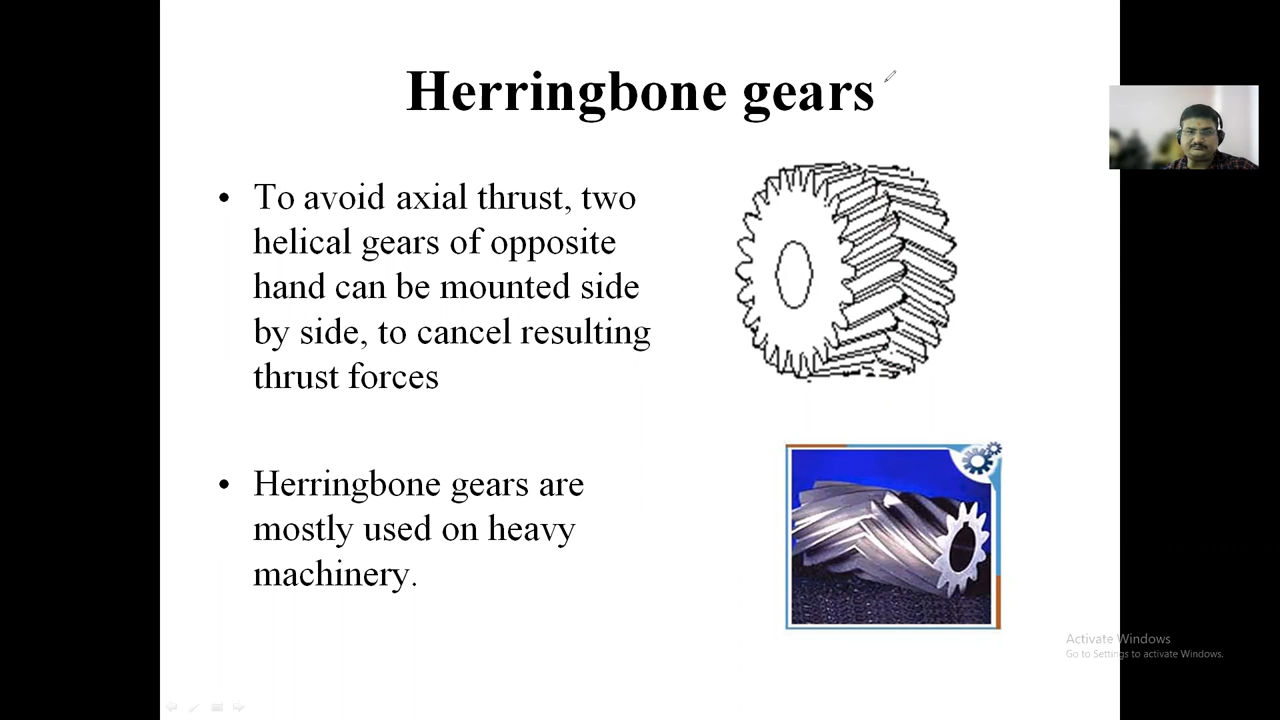 Herringbone gears
• To avoid axial thrust, two
helical gears of opposite
hand can be mounted side
by side, to cancel resulting
thrust forces
• Herringbone gears are
mostly used on heavy
machinery.
Activate Windows
Go to Settings to activate Windows.